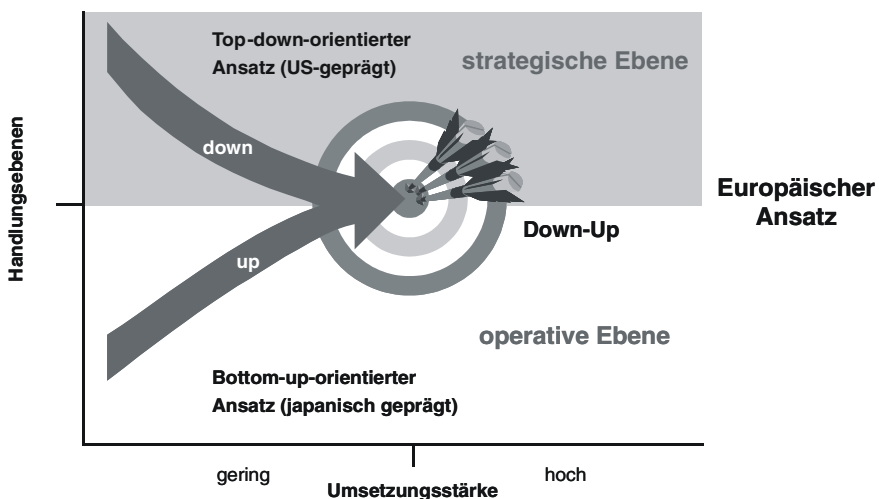 Top-down-orientierter
Ansatz (US-geprägt)
strategische Ebene
down
Handlungsebenen
Europäischer
Ansatz
Down-Up
up
operative Ebene
Bottom-up-orientierter
Ansatz (japanisch geprägt)
gering
hoch
Umsetzungsstärke